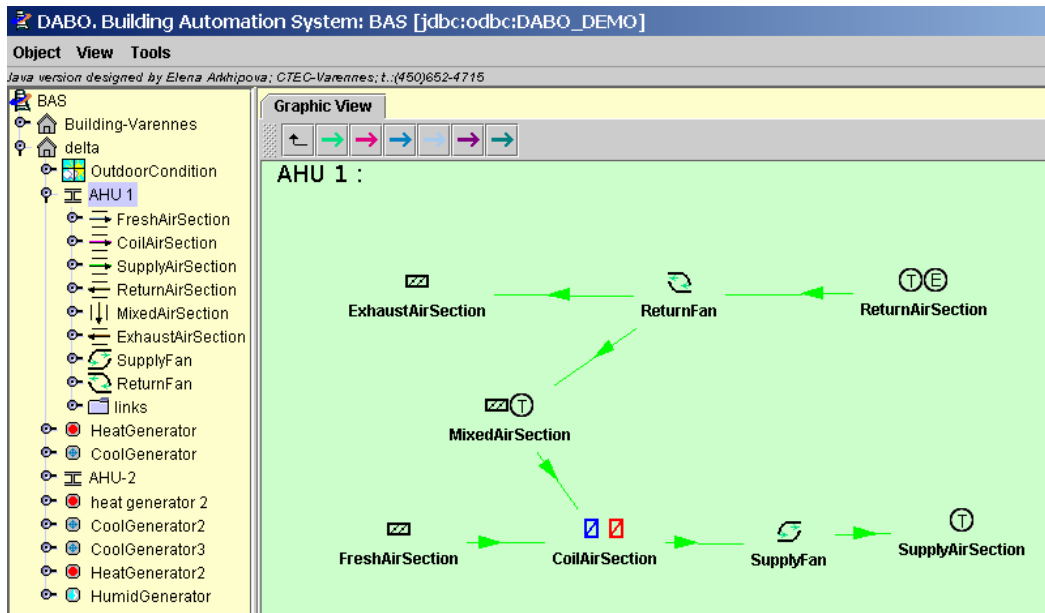 DABO. Building Automation System: BAS [jdbc:odbc:DABO_DEMO]
Object View Tools
Java version designed by Elena Arkhipova; CTEC-Varennes; t.:(450)652-4715
BAS
Building-Varennes
delta
OutdoorCondition
AHU 1
FreshAirSection
CoilAirSection
SupplyAirSection
ReturnAirSection
MixedAirSection
ExhaustAirSection
SupplyFan
ReturnFan
links
HeatGenerator
CoolGenerator
AHU-2
heat generator 2
CoolGenerator2
CoolGenerator3
HeatGenerator2
HumidGenerator
Graphic View
AHU 1 :
T E
ExhaustAirSection ReturnFan ReturnAirSection
T
MixedAirSection
T
FreshAirSection CoilAirSection SupplyFan SupplyAirSection